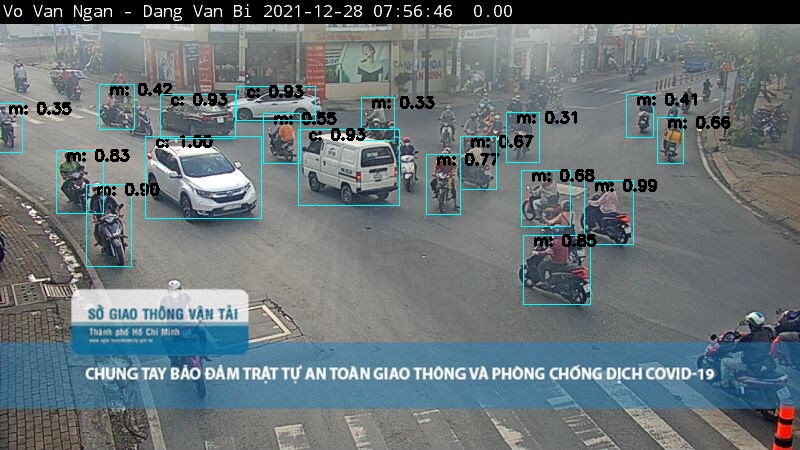 Vo Van Ngan - Dang Van Bi 2021-12-28 07:56:46 0.00
m: 0.42
c: 0.93
c: 0.93
m: 0.33
m: 0.41
m: 0.35
m: 0.55
m: 0.31
m: 0.66
c: 1.00
c: 0.93
m: 0.67
m: 0.83
m: 0.77
m: 0.90
m: 0.68
m: 0.99
m: 0.85
SỞ GIAO THÔNG VẬN TẢI
Thành phố Hồ Chí Minh
CHUNG TAY BẢO ĐẢM TRẬT TỰ AN TOÀN GIAO THÔNG VÀ PHÒNG CHỐNG DỊCH COVID-19